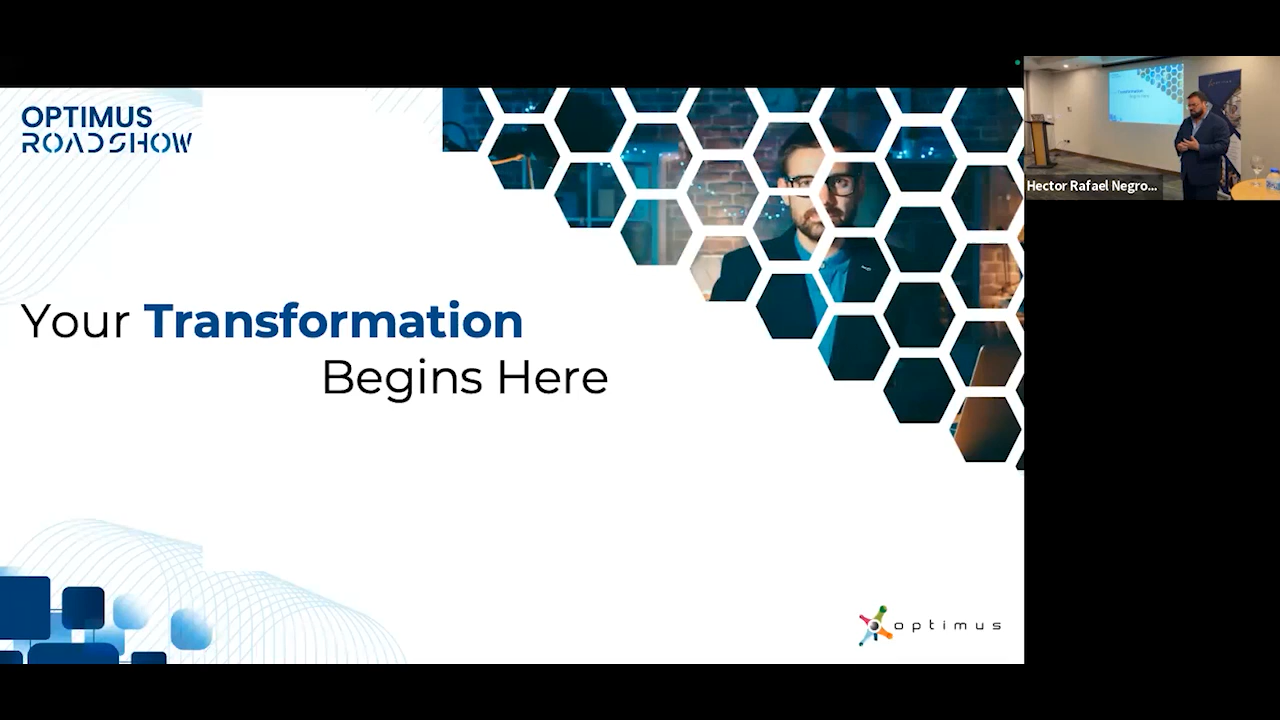 OPTIMUS
ROADSHOW
Your Transformation
Begins Here
optimus
Hector Rafael Negro...